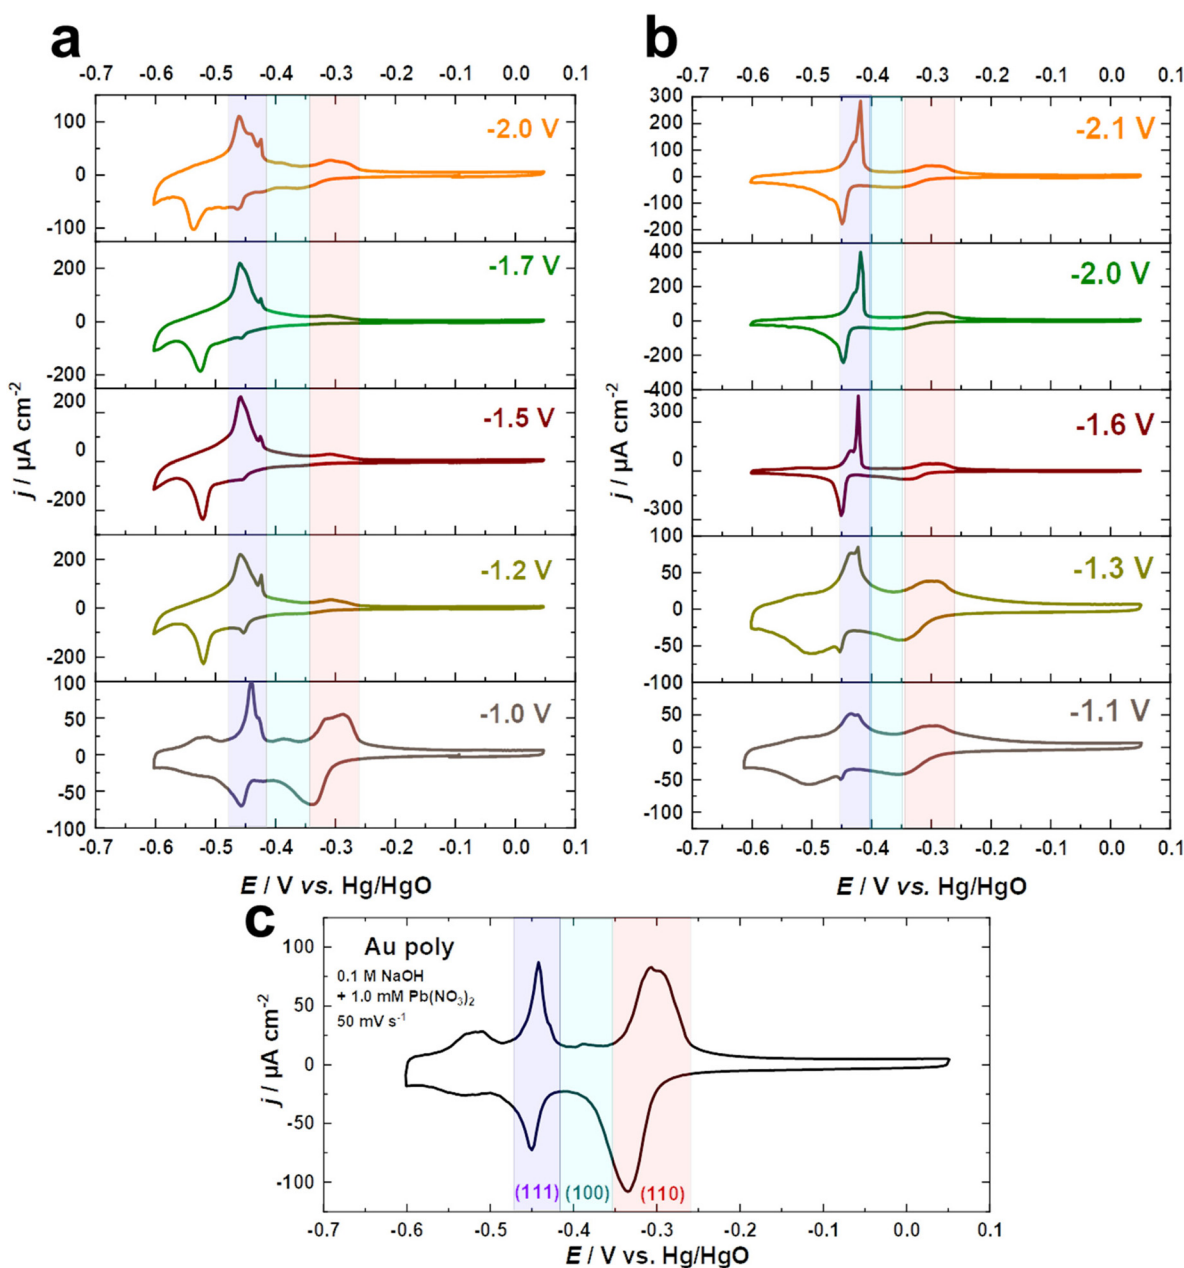 a
-0.7 -0.6 -0.5 -0.4 -0.3 -0.2 -0.1 0.0 0.1
100
0
-100
-2.0 V
200
0
-200
-1.7 V
200
0
-200
-1.5 V
200
0
-200
-1.2 V
100
50
0
-50
-100
-1.0 V
j / µA cm⁻²
-0.7 -0.6 -0.5 -0.4 -0.3 -0.2 -0.1 0.0 0.1
E / V vs. Hg/HgO
b
-0.7 -0.6 -0.5 -0.4 -0.3 -0.2 -0.1 0.0 0.1
300
200
100
0
-100
-200
-2.1 V
400
200
0
-200
-400
-2.0 V
300
0
-300
-1.6 V
100
50
0
-50
-100
-1.3 V
50
0
-50
-100
-1.1 V
j / µA cm⁻²
-0.7 -0.6 -0.5 -0.4 -0.3 -0.2 -0.1 0.0 0.1
E / V vs. Hg/HgO
c
100
50
0
-50
-100
j / µA cm⁻²
Au poly
0.1 M NaOH
+ 1.0 mM Pb(NO₃)₂
50 mV s⁻¹
(111) (100) (110)
-0.7 -0.6 -0.5 -0.4 -0.3 -0.2 -0.1 0.0 0.1
E / V vs. Hg/HgO